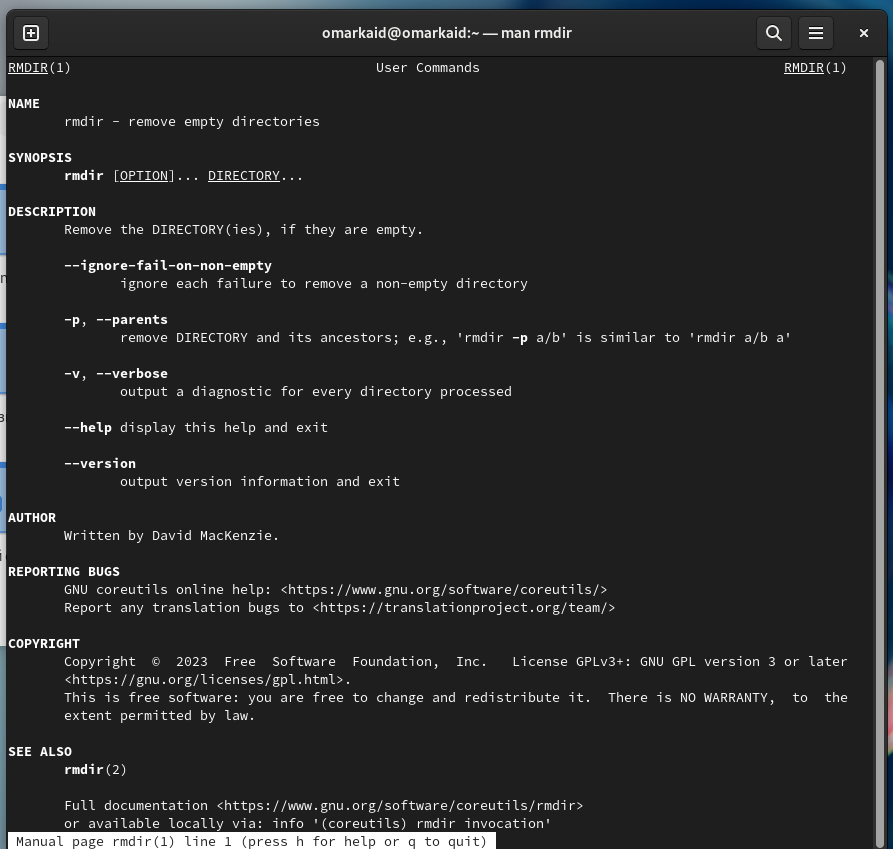 omarkaid@omarkaid:~ — man rmdir
RMDIR(1) User Commands RMDIR(1)
NAME
rmdir - remove empty directories
SYNOPSIS
rmdir [OPTION]... DIRECTORY...
DESCRIPTION
Remove the DIRECTORY(ies), if they are empty.
--ignore-fail-on-non-empty
ignore each failure to remove a non-empty directory
-p, --parents
remove DIRECTORY and its ancestors; e.g., 'rmdir -p a/b' is similar to 'rmdir a/b a'
-v, --verbose
output a diagnostic for every directory processed
--help display this help and exit
--version
output version information and exit
AUTHOR
Written by David MacKenzie.
REPORTING BUGS
GNU coreutils online help: <https://www.gnu.org/software/coreutils/>
Report any translation bugs to <https://translationproject.org/team/>
COPYRIGHT
Copyright © 2023 Free Software Foundation, Inc. License GPLv3+: GNU GPL version 3 or later
<https://gnu.org/licenses/gpl.html>.
This is free software: you are free to change and redistribute it. There is NO WARRANTY, to the
extent permitted by law.
SEE ALSO
rmdir(2)
Full documentation <https://www.gnu.org/software/coreutils/rmdir>
or available locally via: info '(coreutils) rmdir invocation'
Manual page rmdir(1) line 1 (press h for help or q to quit)